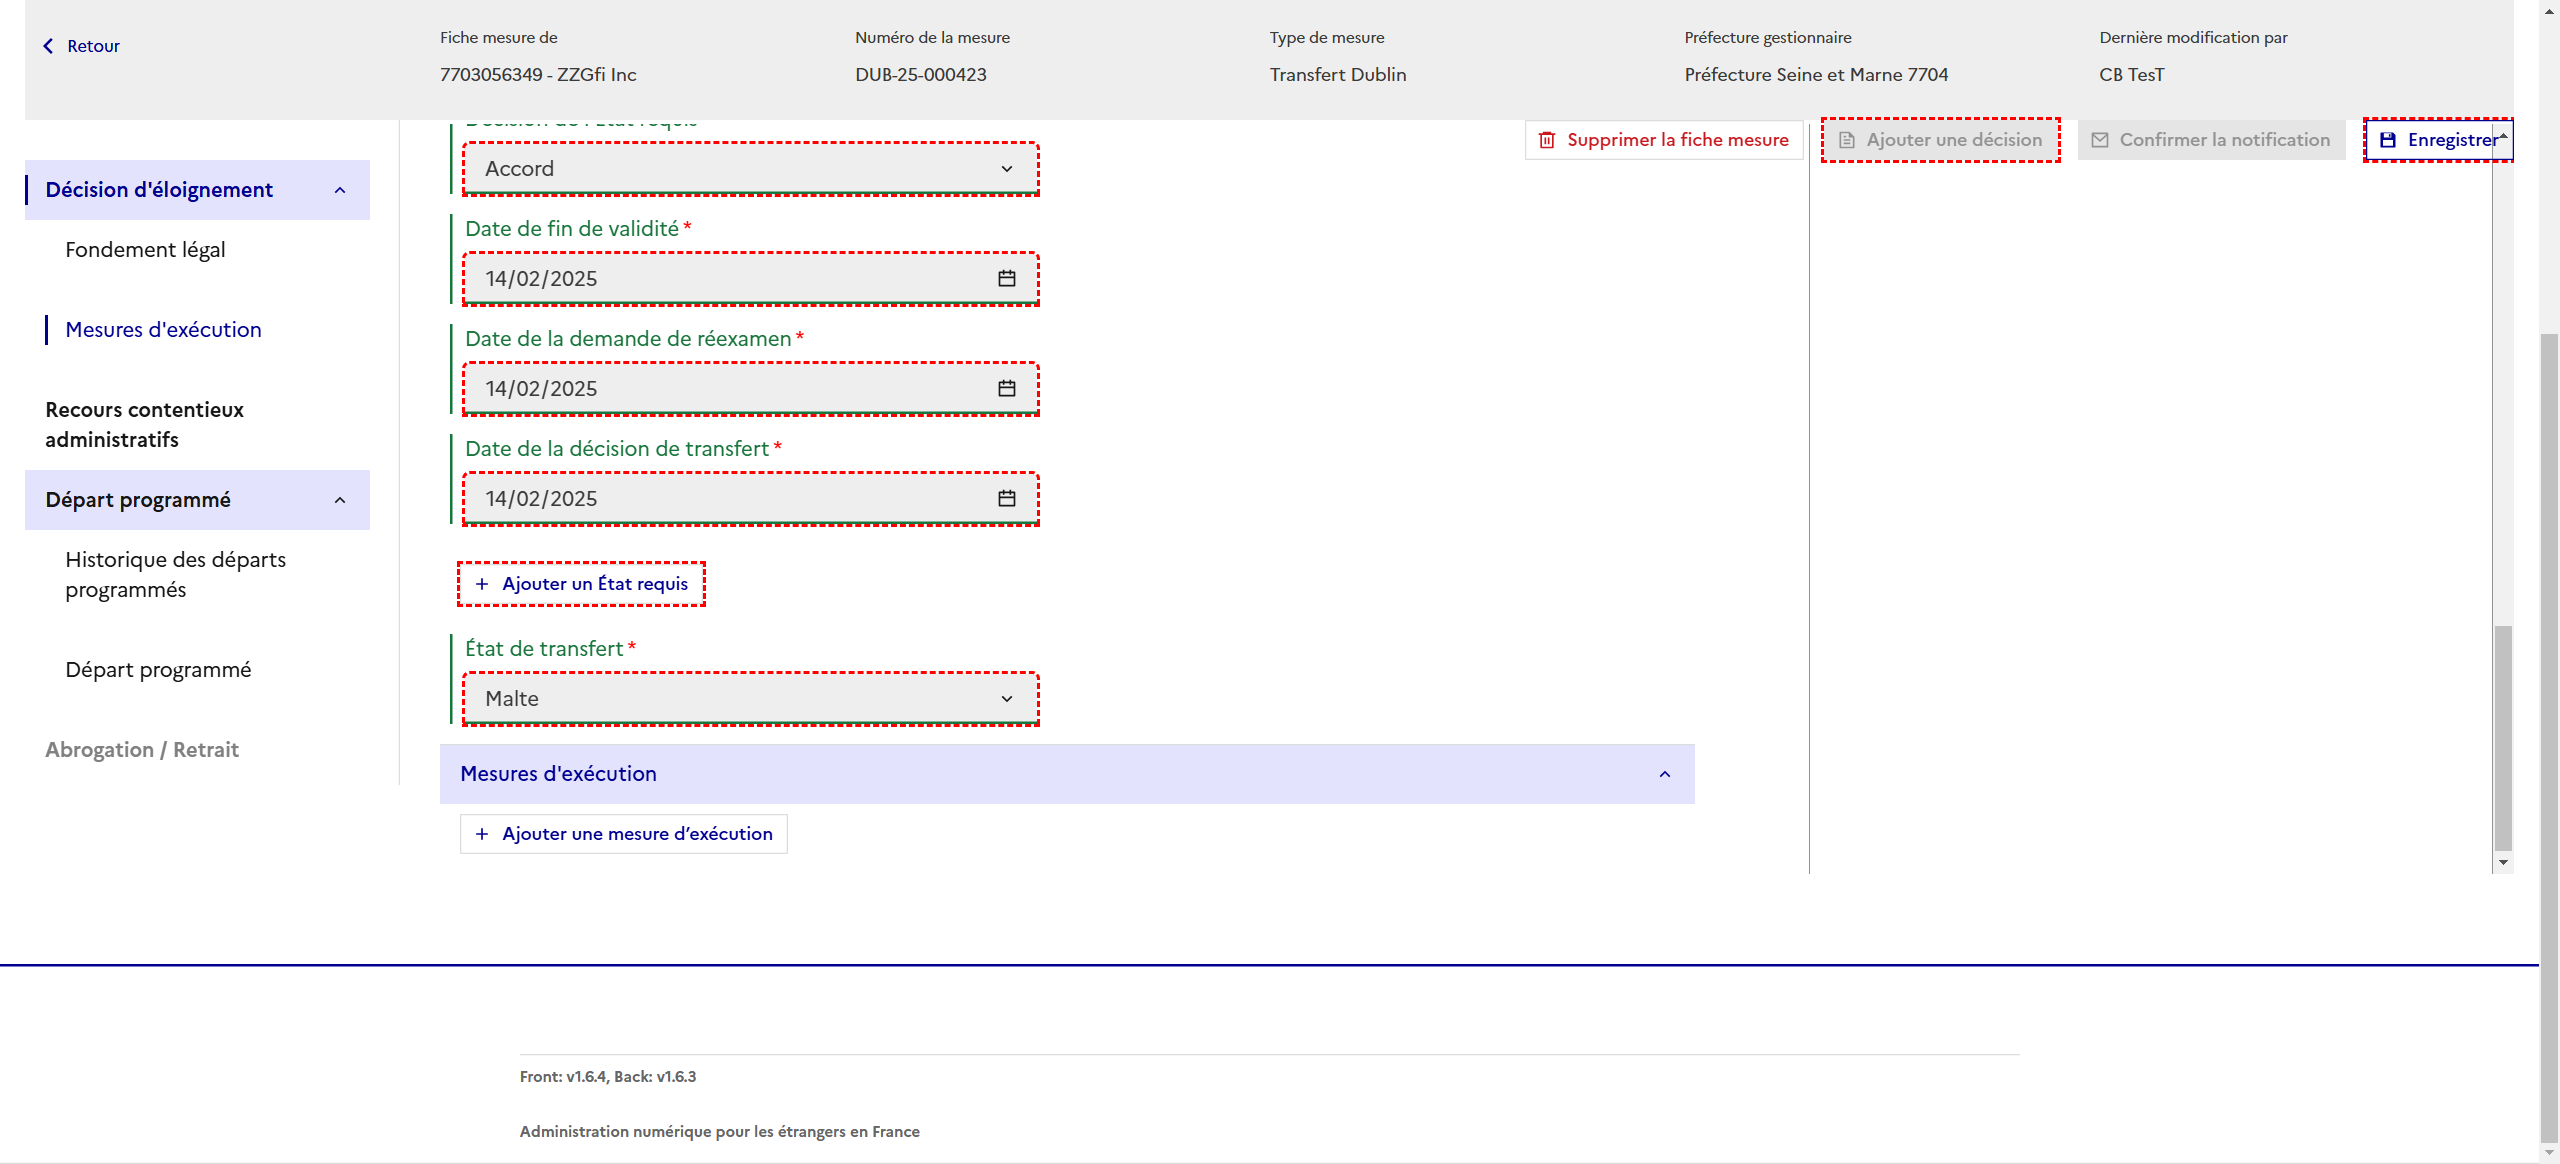 Retour
Fiche mesure de
7703056349 - ZZGfi Inc
Numéro de la mesure
DUB-25-000423
Type de mesure
Transfert Dublin
Préfecture gestionnaire
Préfecture Seine et Marne 7704
Dernière modification par
CB TesT
Supprimer la fiche mesure
Ajouter une décision
Confirmer la notification
Enregistrer
Décision d'éloignement
Fondement légal
Mesures d'exécution
Recours contentieux
administratifs
Départ programmé
Historique des départs
programmés
Départ programmé
Abrogation / Retrait
Décision de l'État requis
Accord
Date de fin de validité *
14/02/2025
Date de la demande de réexamen *
14/02/2025
Date de la décision de transfert *
14/02/2025
+ Ajouter un État requis
État de transfert *
Malte
Mesures d'exécution
+ Ajouter une mesure d’exécution
Front: v1.6.4, Back: v1.6.3
Administration numérique pour les étrangers en France